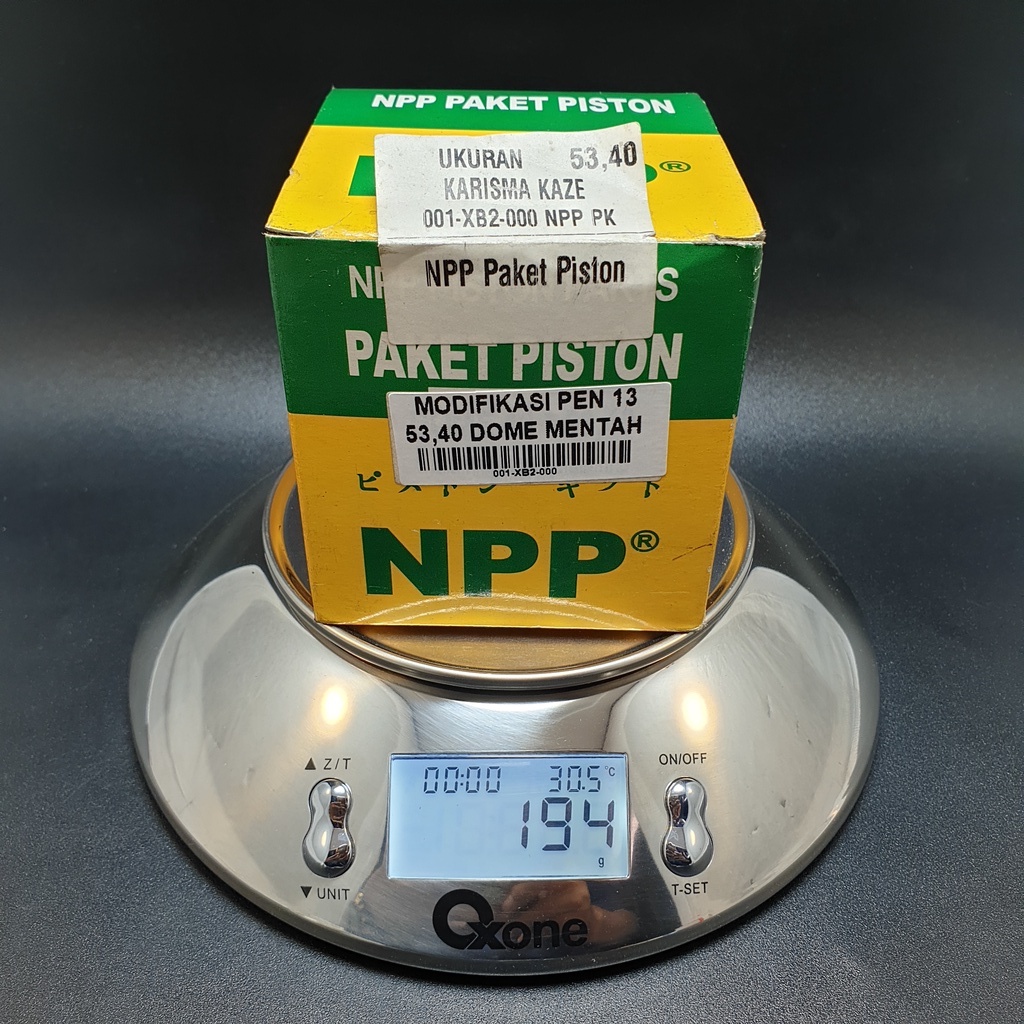 NPP PAKET PISTON
UKURAN 53,40
KARISMA KAZE
001-XB2-000 NPP PK
NPP Paket Piston
PAKET PISTON
MODIFIKASI PEN 13
53,40 DOME MENTAH
001-XB2-000
NPP®
00:00 30.5°C
194
g
▲ Z/T
ON/OFF
▼ UNIT
T-SET
Oxone